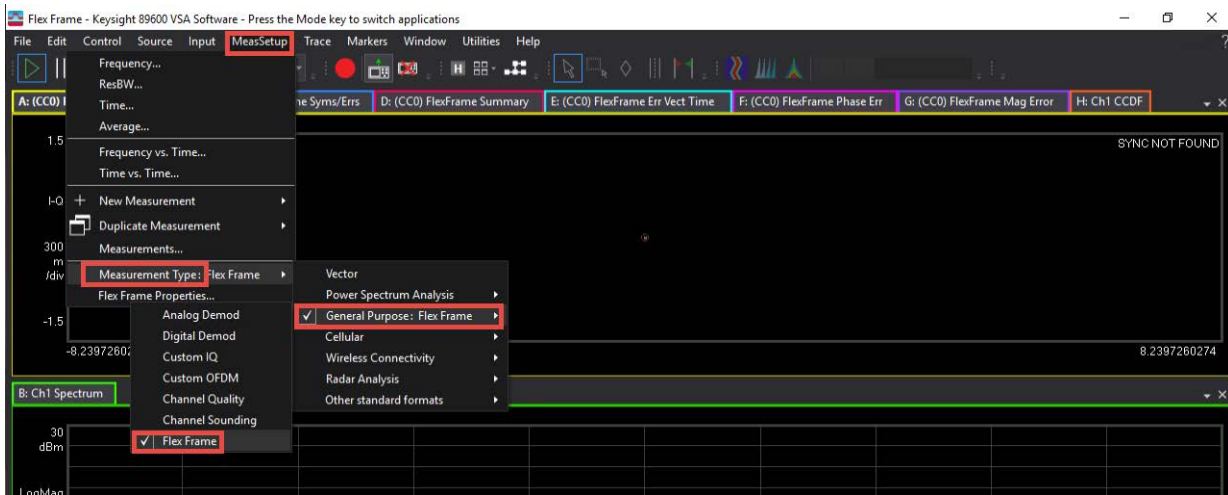 Flex Frame - Keysight 89600 VSA Software - Press the Mode key to switch applications
File Edit Control Source Input MeasSetup Trace Markers Window Utilities Help
Frequency...
ResBW...
Time...
Average...
Frequency vs. Time...
Time vs. Time...
New Measurement
Duplicate Measurement
Measurements...
Measurement Type: Flex Frame
Flex Frame Properties...
Vector
Power Spectrum Analysis
General Purpose: Flex Frame
Cellular
Wireless Connectivity
Radar Analysis
Other standard formats
Analog Demod
Digital Demod
Custom IQ
Custom OFDM
Channel Quality
Channel Sounding
Flex Frame
A: (CC0) ne Syms/Errs D: (CC0) FlexFrame Summary E: (CC0) FlexFrame Err Vect Time F: (CC0) FlexFrame Phase Err G: (CC0) FlexFrame Mag Error H: Ch1 CCDF
1.5
SYNC NOT FOUND
I-Q
300
m
/div
-1.5
-8.2397260 8.2397260274
B: Ch1 Spectrum
30
dBm
LogMag